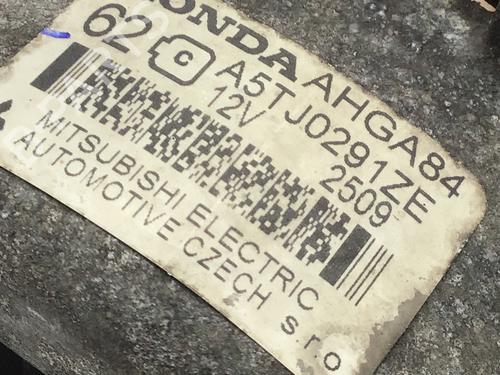 HONDA AHGA84
62 C A5TJ0291ZE
12V 2509
MITSUBISHI ELECTRIC
AUTOMOTIVE CZECH s.r.o